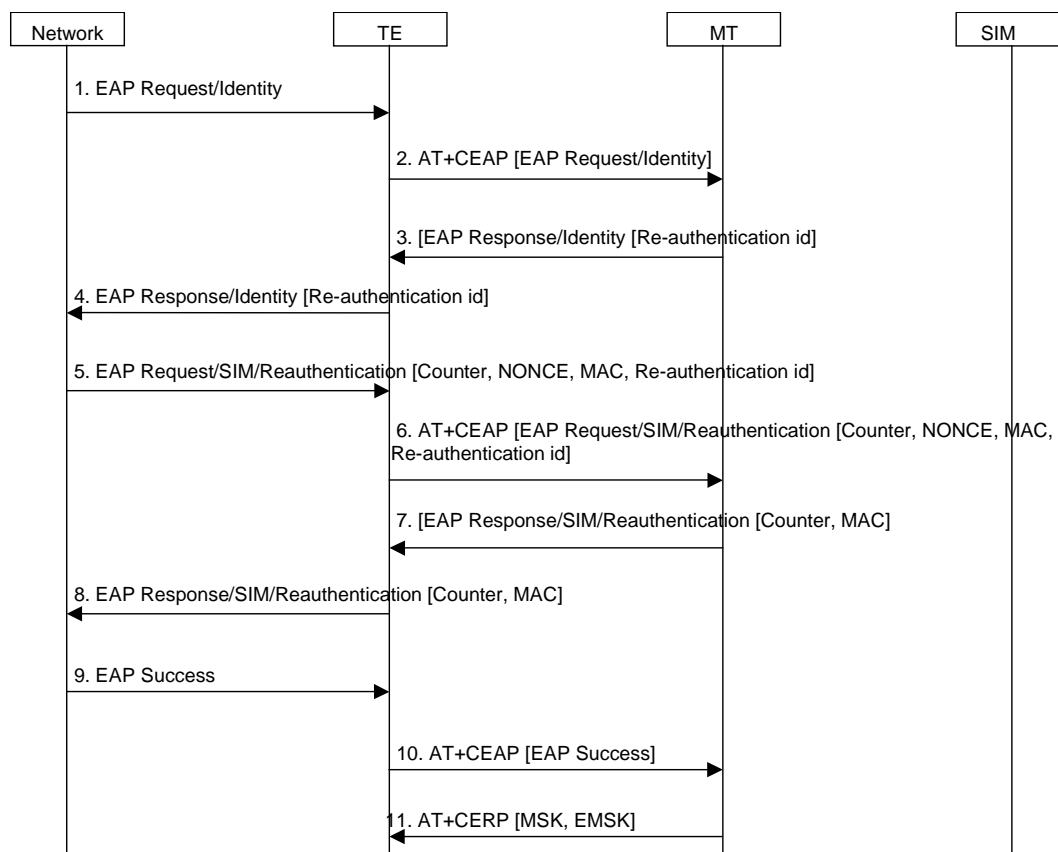 Network
TE
MT
SIM
1. EAP Request/Identity
2. AT+CEAP [EAP Request/Identity]
3. [EAP Response/Identity [Re-authentication id]
4. EAP Response/Identity [Re-authentication id]
5. EAP Request/SIM/Reauthentication [Counter, NONCE, MAC, Re-authentication id]
6. AT+CEAP [EAP Request/SIM/Reauthentication [Counter, NONCE, MAC,
Re-authentication id]
7. [EAP Response/SIM/Reauthentication [Counter, MAC]
8. EAP Response/SIM/Reauthentication [Counter, MAC]
9. EAP Success
10. AT+CEAP [EAP Success]
11. AT+CERP [MSK, EMSK]